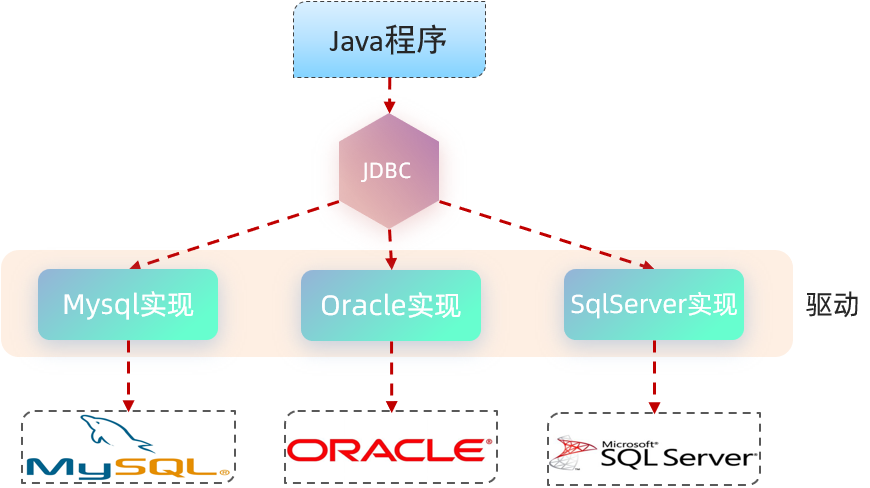 Java程序
JDBC
Mysql实现
Oracle实现
SqlServer实现
驱动
MySQL®
ORACLE®
Microsoft®
SQL Server®